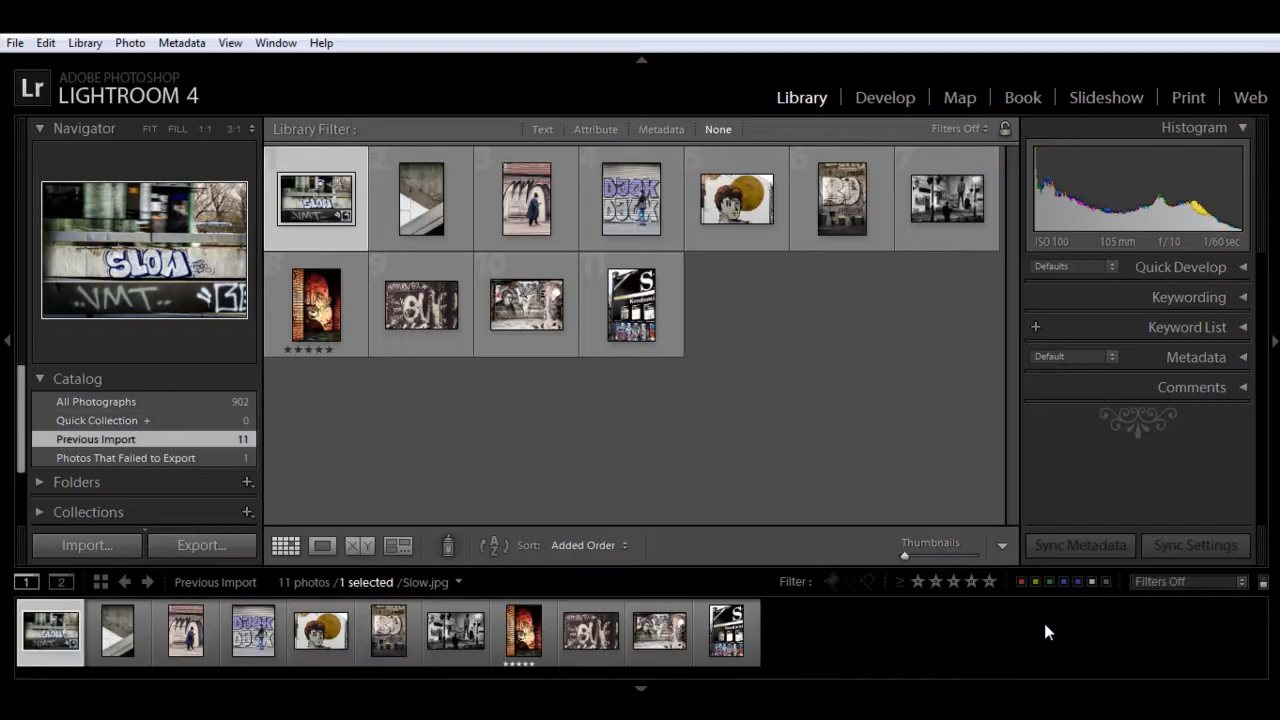 File Edit Library Photo Metadata View Window Help
Lr ADOBE PHOTOSHOP
LIGHTROOM 4
Library Develop Map Book Slideshow Print Web
Navigator FIT FILL 1:1 3:1
Library Filter : Text Attribute Metadata None Filters Off
Histogram
SLOW
VMT
ISO 100 105 mm f / 10 1/60 sec
Defaults Quick Develop
Keywording
Keyword List
Default Metadata
Comments
Catalog
All Photographs 902
Quick Collection + 0
Previous Import 11
Photos That Failed to Export 1
Folders
Collections
Import... Export...
XY
Sort: Added Order
Thumbnails
Sync Metadata Sync Settings
1 2 Previous Import 11 photos / 1 selected / Slow.jpg
Filter : Filters Off